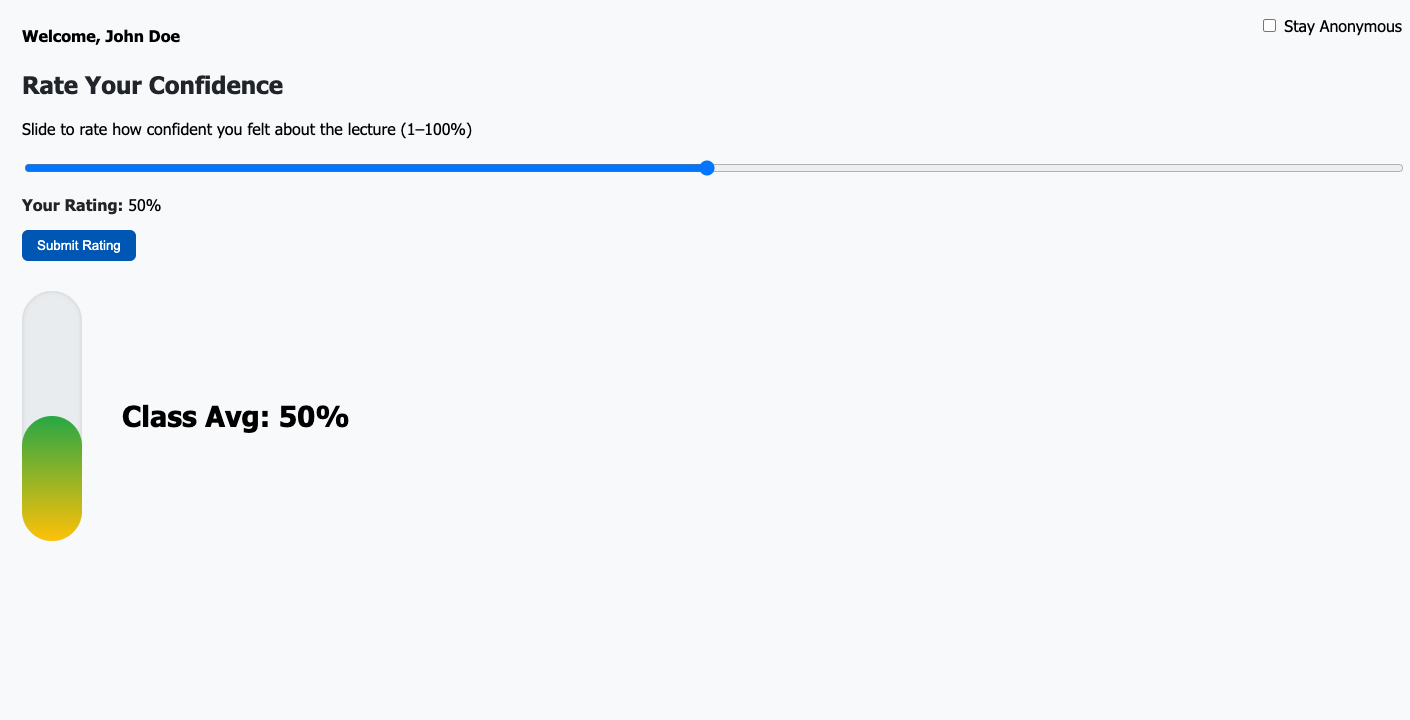 Welcome, John Doe
Stay Anonymous
Rate Your Confidence
Slide to rate how confident you felt about the lecture (1–100%)
Your Rating: 50%
Submit Rating
Class Avg: 50%